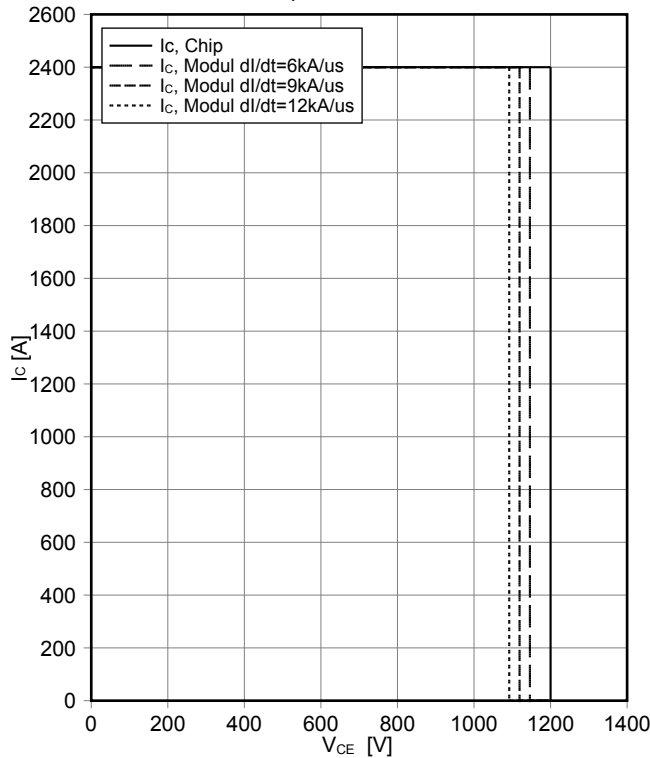 2600
2400
2200
2000
1800
1600
1400
1200
1000
800
600
400
200
0
Ic, Chip
Ic, Modul dI/dt=6kA/us
Ic, Modul dI/dt=9kA/us
Ic, Modul dI/dt=12kA/us
Ic [A]
0 200 400 600 800 1000 1200 1400
VCE [V]